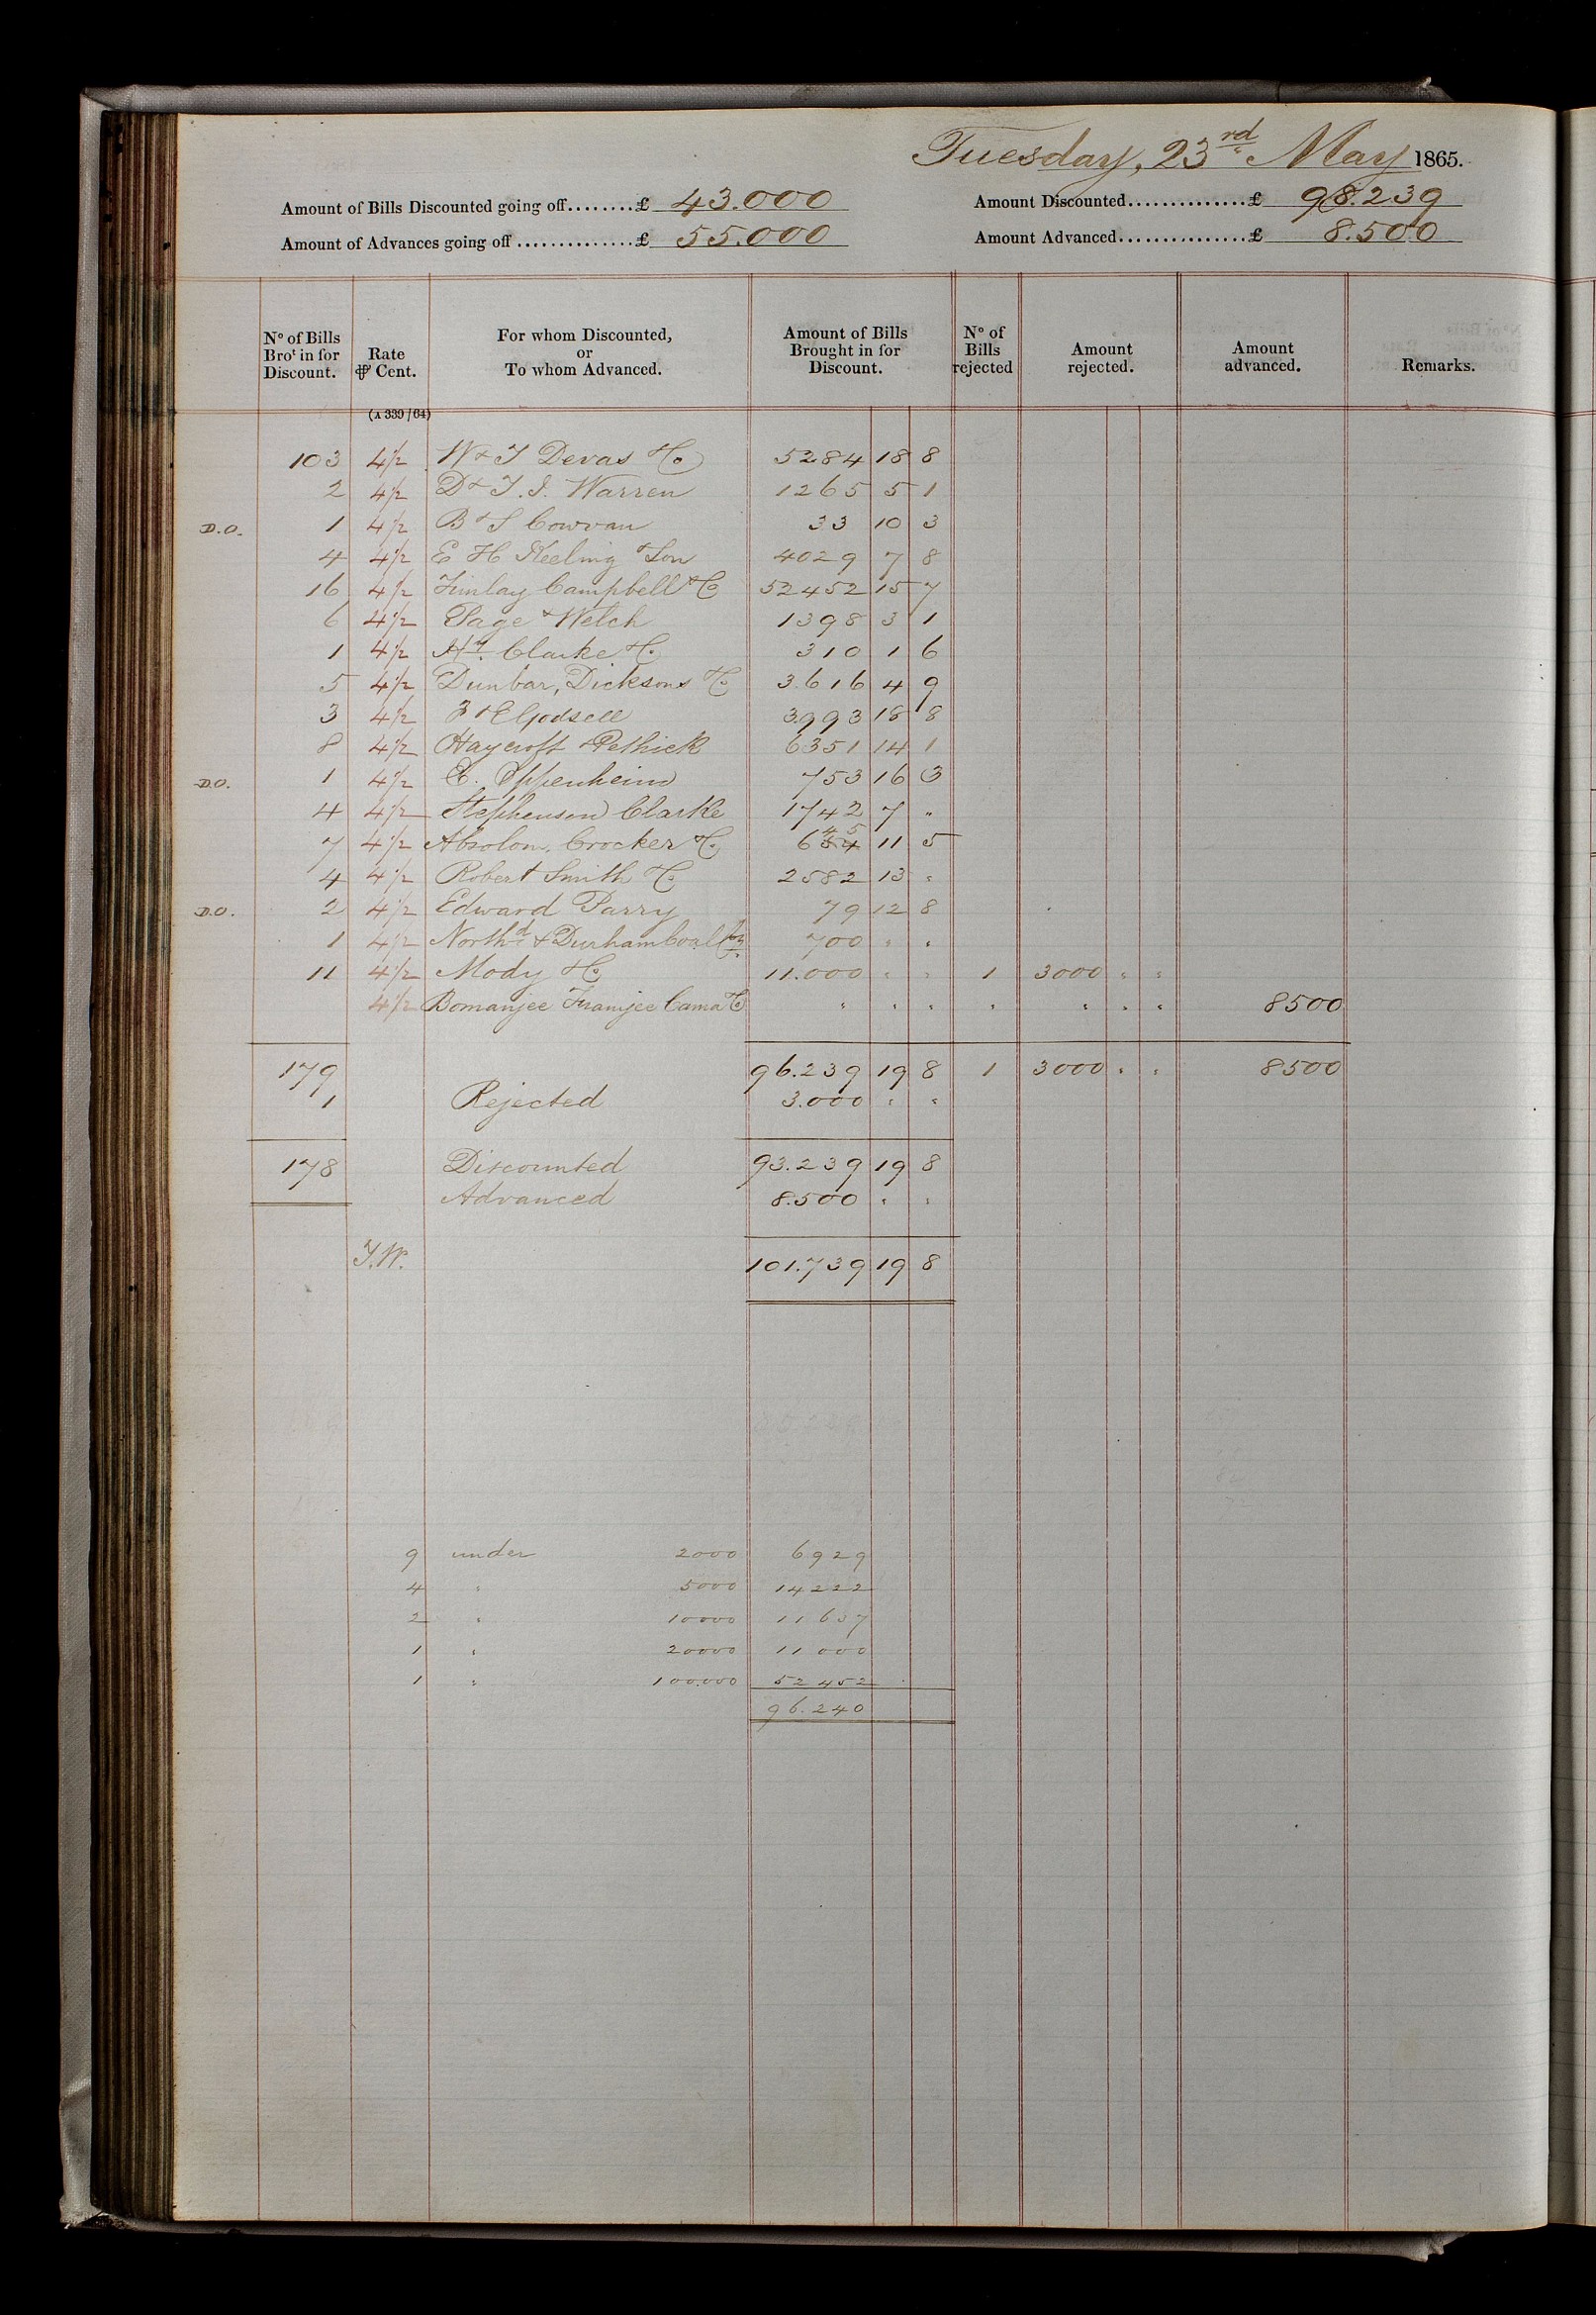 Tuesday, 23rd May 1865.
Amount of Bills Discounted going off........£ 43.000 Amount Discounted...............£ 98.239
Amount of Advances going off..............£ 55.000 Amount Advanced................£ 8.500
No of Bills Brot in for Discount. Rate ⅌ Cent. For whom Discounted, or To whom Advanced. Amount of Bills Brought in for Discount. No of Bills rejected Amount rejected. Amount advanced. Remarks.
(A 339/64)
103 4½ W & T Devas & Co 5284 18 8
2 4½ D & T. I. Warren 1265 5 1
D.O. 1 4½ B & S Cowvan 33 10 3
4 4½ E H Keeling & Son 4029 7 8
16 4½ Finlay Campbell & Co 52452 15 7
6 4½ Page & Welch 1398 3 1
1 4½ Hy. Clarke & Co 310 1 6
5 4½ Dunbar, Dicksons & Co 3.616 4 9
3 4½ & E Godsell 3993 18 8
8 4½ Haycroft & Pethick 6351 14 1
D.O. 1 4½ Oppenheim 753 16 3
4 4½ Stephenson Clarke 1742 7 "
7 4½ Absolom, Crocker & Co 645 11 5
4 4½ Robert Smith & Co 2582 13 "
D.O. 2 4½ Edward Parry 79 12 8
1 4½ Northd & Durham Coal Co 700 " "
11 4½ Mody & Co 11.000 " " 1 3000 " "
4½ Bomanjee Framjee Cama & Co " " " " " " " 8500
179 96.239 19 8 1 3000 " " 8500
1 Rejected 3.000 " "
178 Discounted 93.239 19 8
Advanced 8.500 " "
T.W. 101.739 19 8
9 under 2000 6929
4 " 5000 14222
2 " 10000 11637
1 " 20000 11000
1 " 100.000 52452
96.240